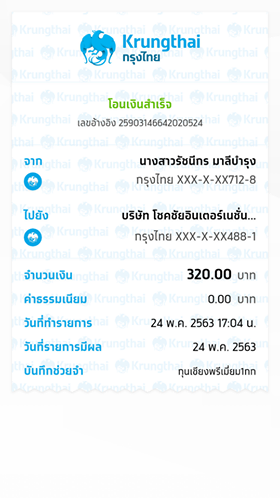 Krungthai
กรุงไทย
โอนเงินสำเร็จ
เลขอ้างอิง 25903146642020524
จาก นางสาวรัชนีกร มาลีบำรุง
กรุงไทย XXX-X-XX712-8
ไปยัง บริษัท โชคชัยอินเตอร์เนชั่น...
กรุงไทย XXX-X-XX488-1
จำนวนเงิน 320.00 บาท
ค่าธรรมเนียม 0.00 บาท
วันที่ทำรายการ 24 พ.ค. 2563 17:04 น.
วันที่รายการมีผล 24 พ.ค. 2563
บันทึกช่วยจำ ทุนเซียงพรีเมี่ยม1nn